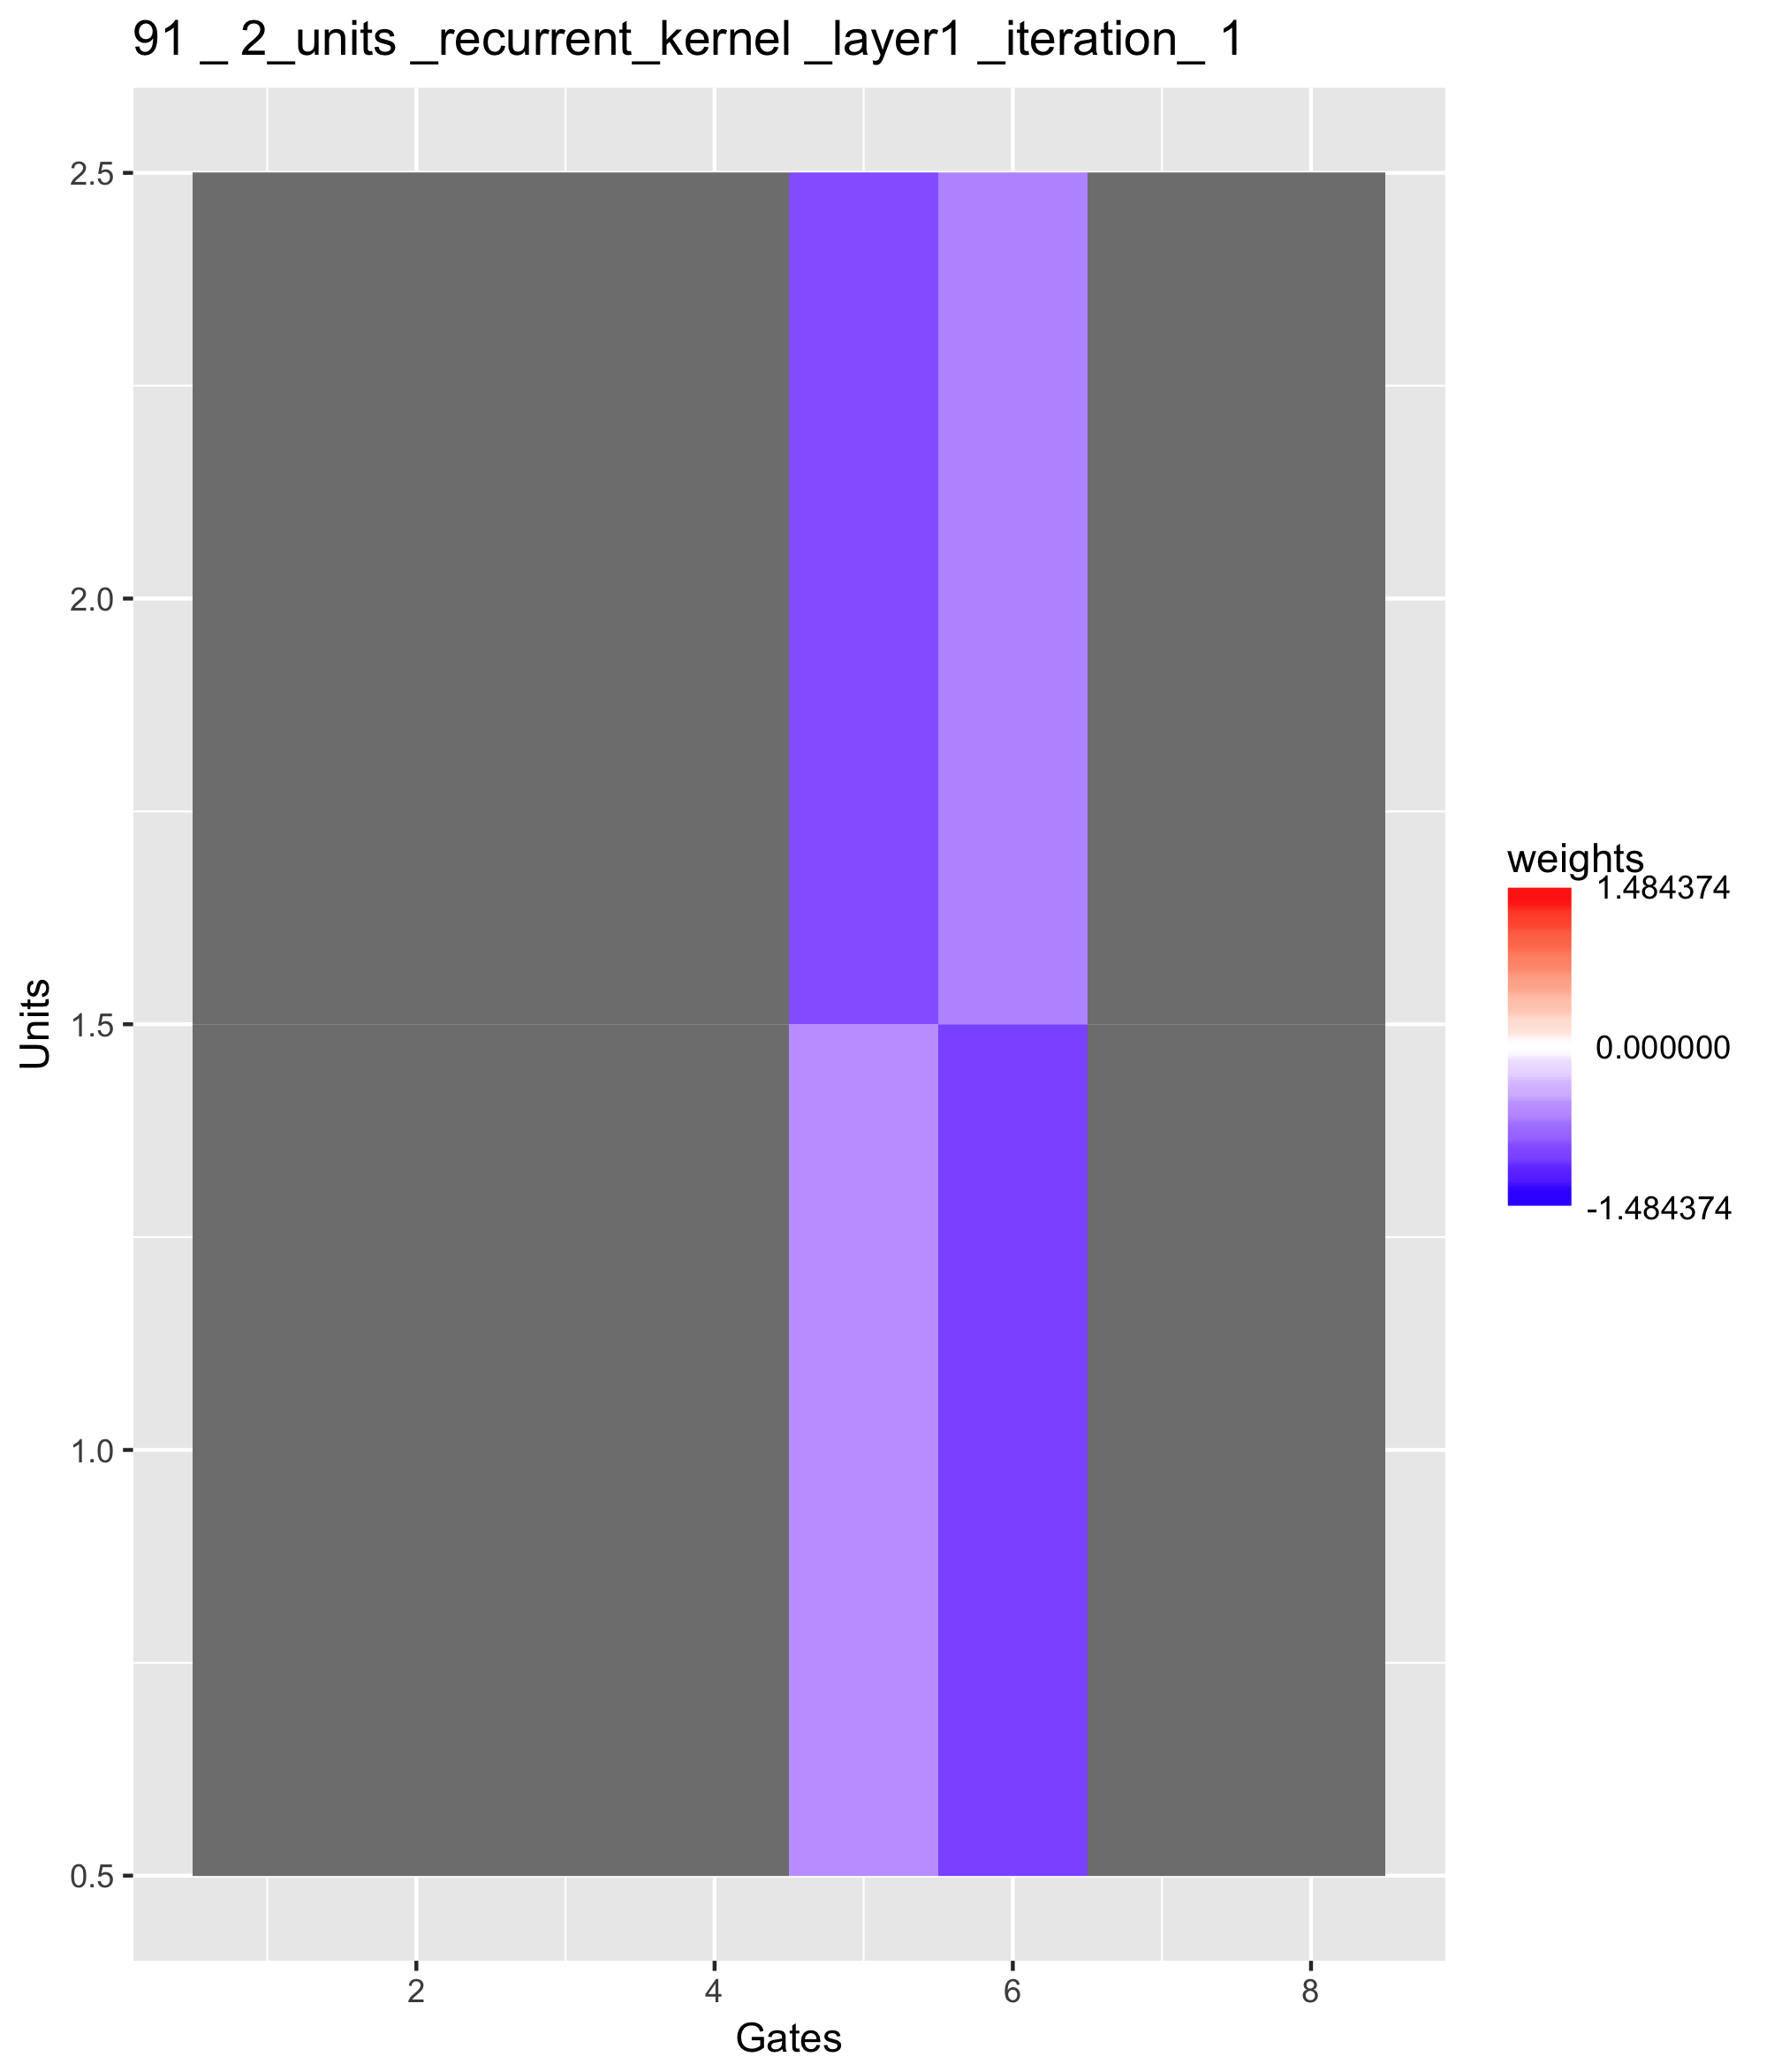 91 _ 2_units _recurrent_kernel _layer1 _iteration_ 1
2.5
2.0
1.5
1.0
0.5
Units
2 4 6 8
Gates
weights
1.484374
0.000000
-1.484374